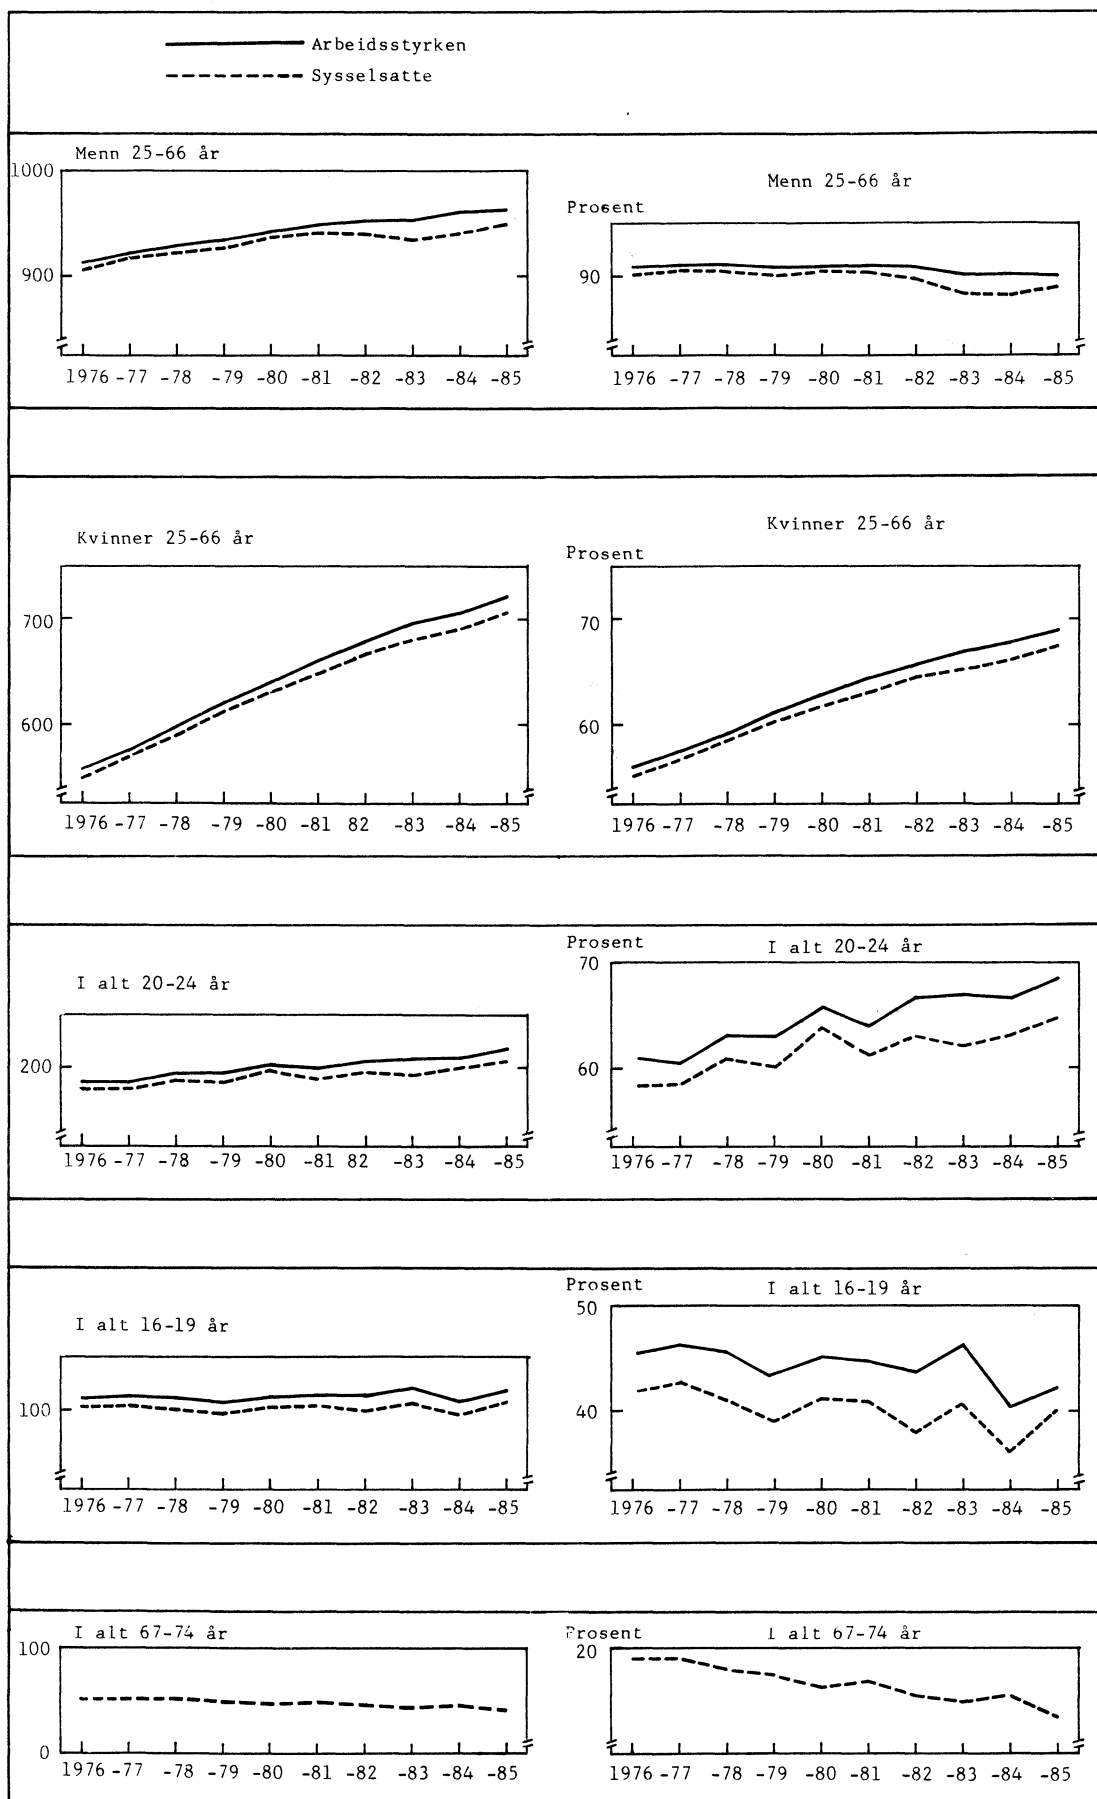 Arbeidsstyrken
Sysselsatte
Menn 25-66 år
1000
900
1976 -77 -78 -79 -80 -81 -82 -83 -84 -85
Menn 25-66 år
Prosent
90
1976 -77 -78 -79 -80 -81 -82 -83 -84 -85
Kvinner 25-66 år
700
600
1976 -77 -78 -79 -80 -81 82 -83 -84 -85
Kvinner 25-66 år
Prosent
70
60
1976 -77 -78 -79 -80 -81 -82 -83 -84 -85
I alt 20-24 år
200
1976 -77 -78 -79 -80 -81 82 -83 -84 -85
Prosent
I alt 20-24 år
70
60
1976 -77 -78 -79 -80 -81 -82 -83 -84 -85
I alt 16-19 år
100
1976 -77 -78 -79 -80 -81 -82 -83 -84 -85
Prosent
I alt 16-19 år
50
40
1976 -77 -78 -79 -80 -81 -82 -83 -84 -85
I alt 67-74 år
100
0
1976 -77 -78 -79 -80 -81 -82 -83 -84 -85
Prosent
I alt 67-74 år
20
1976 -77 -78 -79 -80 -81 -82 -83 -84 -85